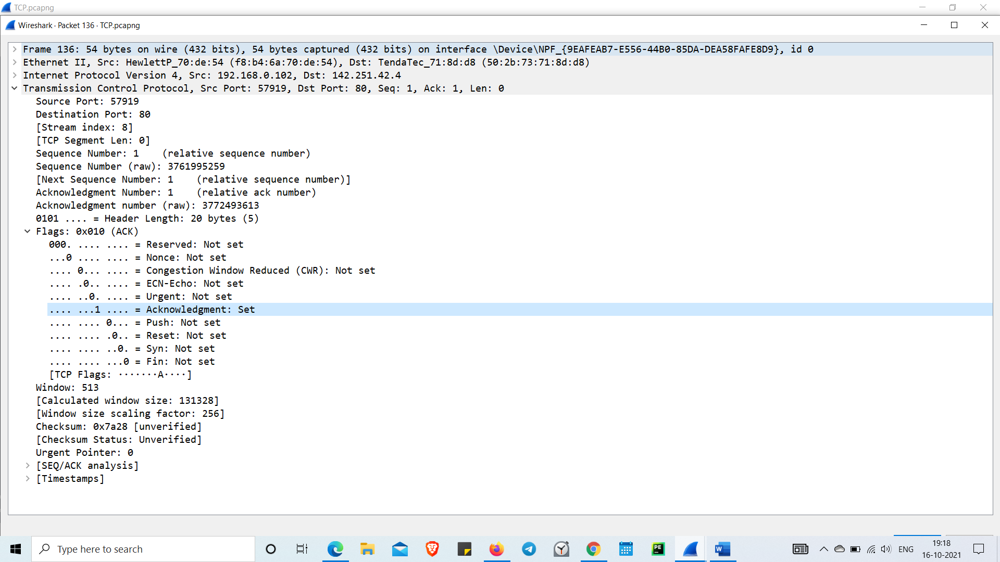 TCP.pcapng
Wireshark · Packet 136 · TCP.pcapng
Frame 136: 54 bytes on wire (432 bits), 54 bytes captured (432 bits) on interface \Device\NPF_{9EAFEAB7-E556-44B0-85DA-DEA58FAFE8D9}, id 0
Ethernet II, Src: HewlettP_70:de:54 (f8:b4:6a:70:de:54), Dst: TendaTec_71:8d:d8 (50:2b:73:71:8d:d8)
Internet Protocol Version 4, Src: 192.168.0.102, Dst: 142.251.42.4
Transmission Control Protocol, Src Port: 57919, Dst Port: 80, Seq: 1, Ack: 1, Len: 0
Source Port: 57919
Destination Port: 80
[Stream index: 8]
[TCP Segment Len: 0]
Sequence Number: 1    (relative sequence number)
Sequence Number (raw): 3761995259
[Next Sequence Number: 1    (relative sequence number)]
Acknowledgment Number: 1    (relative ack number)
Acknowledgment number (raw): 3772493613
0101 .... = Header Length: 20 bytes (5)
Flags: 0x010 (ACK)
000. .... .... = Reserved: Not set
...0 .... .... = Nonce: Not set
.... 0... .... = Congestion Window Reduced (CWR): Not set
.... .0.. .... = ECN-Echo: Not set
.... ..0. .... = Urgent: Not set
.... ...1 .... = Acknowledgment: Set
.... .... 0... = Push: Not set
.... .... .0.. = Reset: Not set
.... .... ..0. = Syn: Not set
.... .... ...0 = Fin: Not set
[TCP Flags: ·······A····]
Window: 513
[Calculated window size: 131328]
[Window size scaling factor: 256]
Checksum: 0x7a28 [unverified]
[Checksum Status: Unverified]
Urgent Pointer: 0
[SEQ/ACK analysis]
[Timestamps]
Type here to search
PE
W
ENG
19:18
16-10-2021